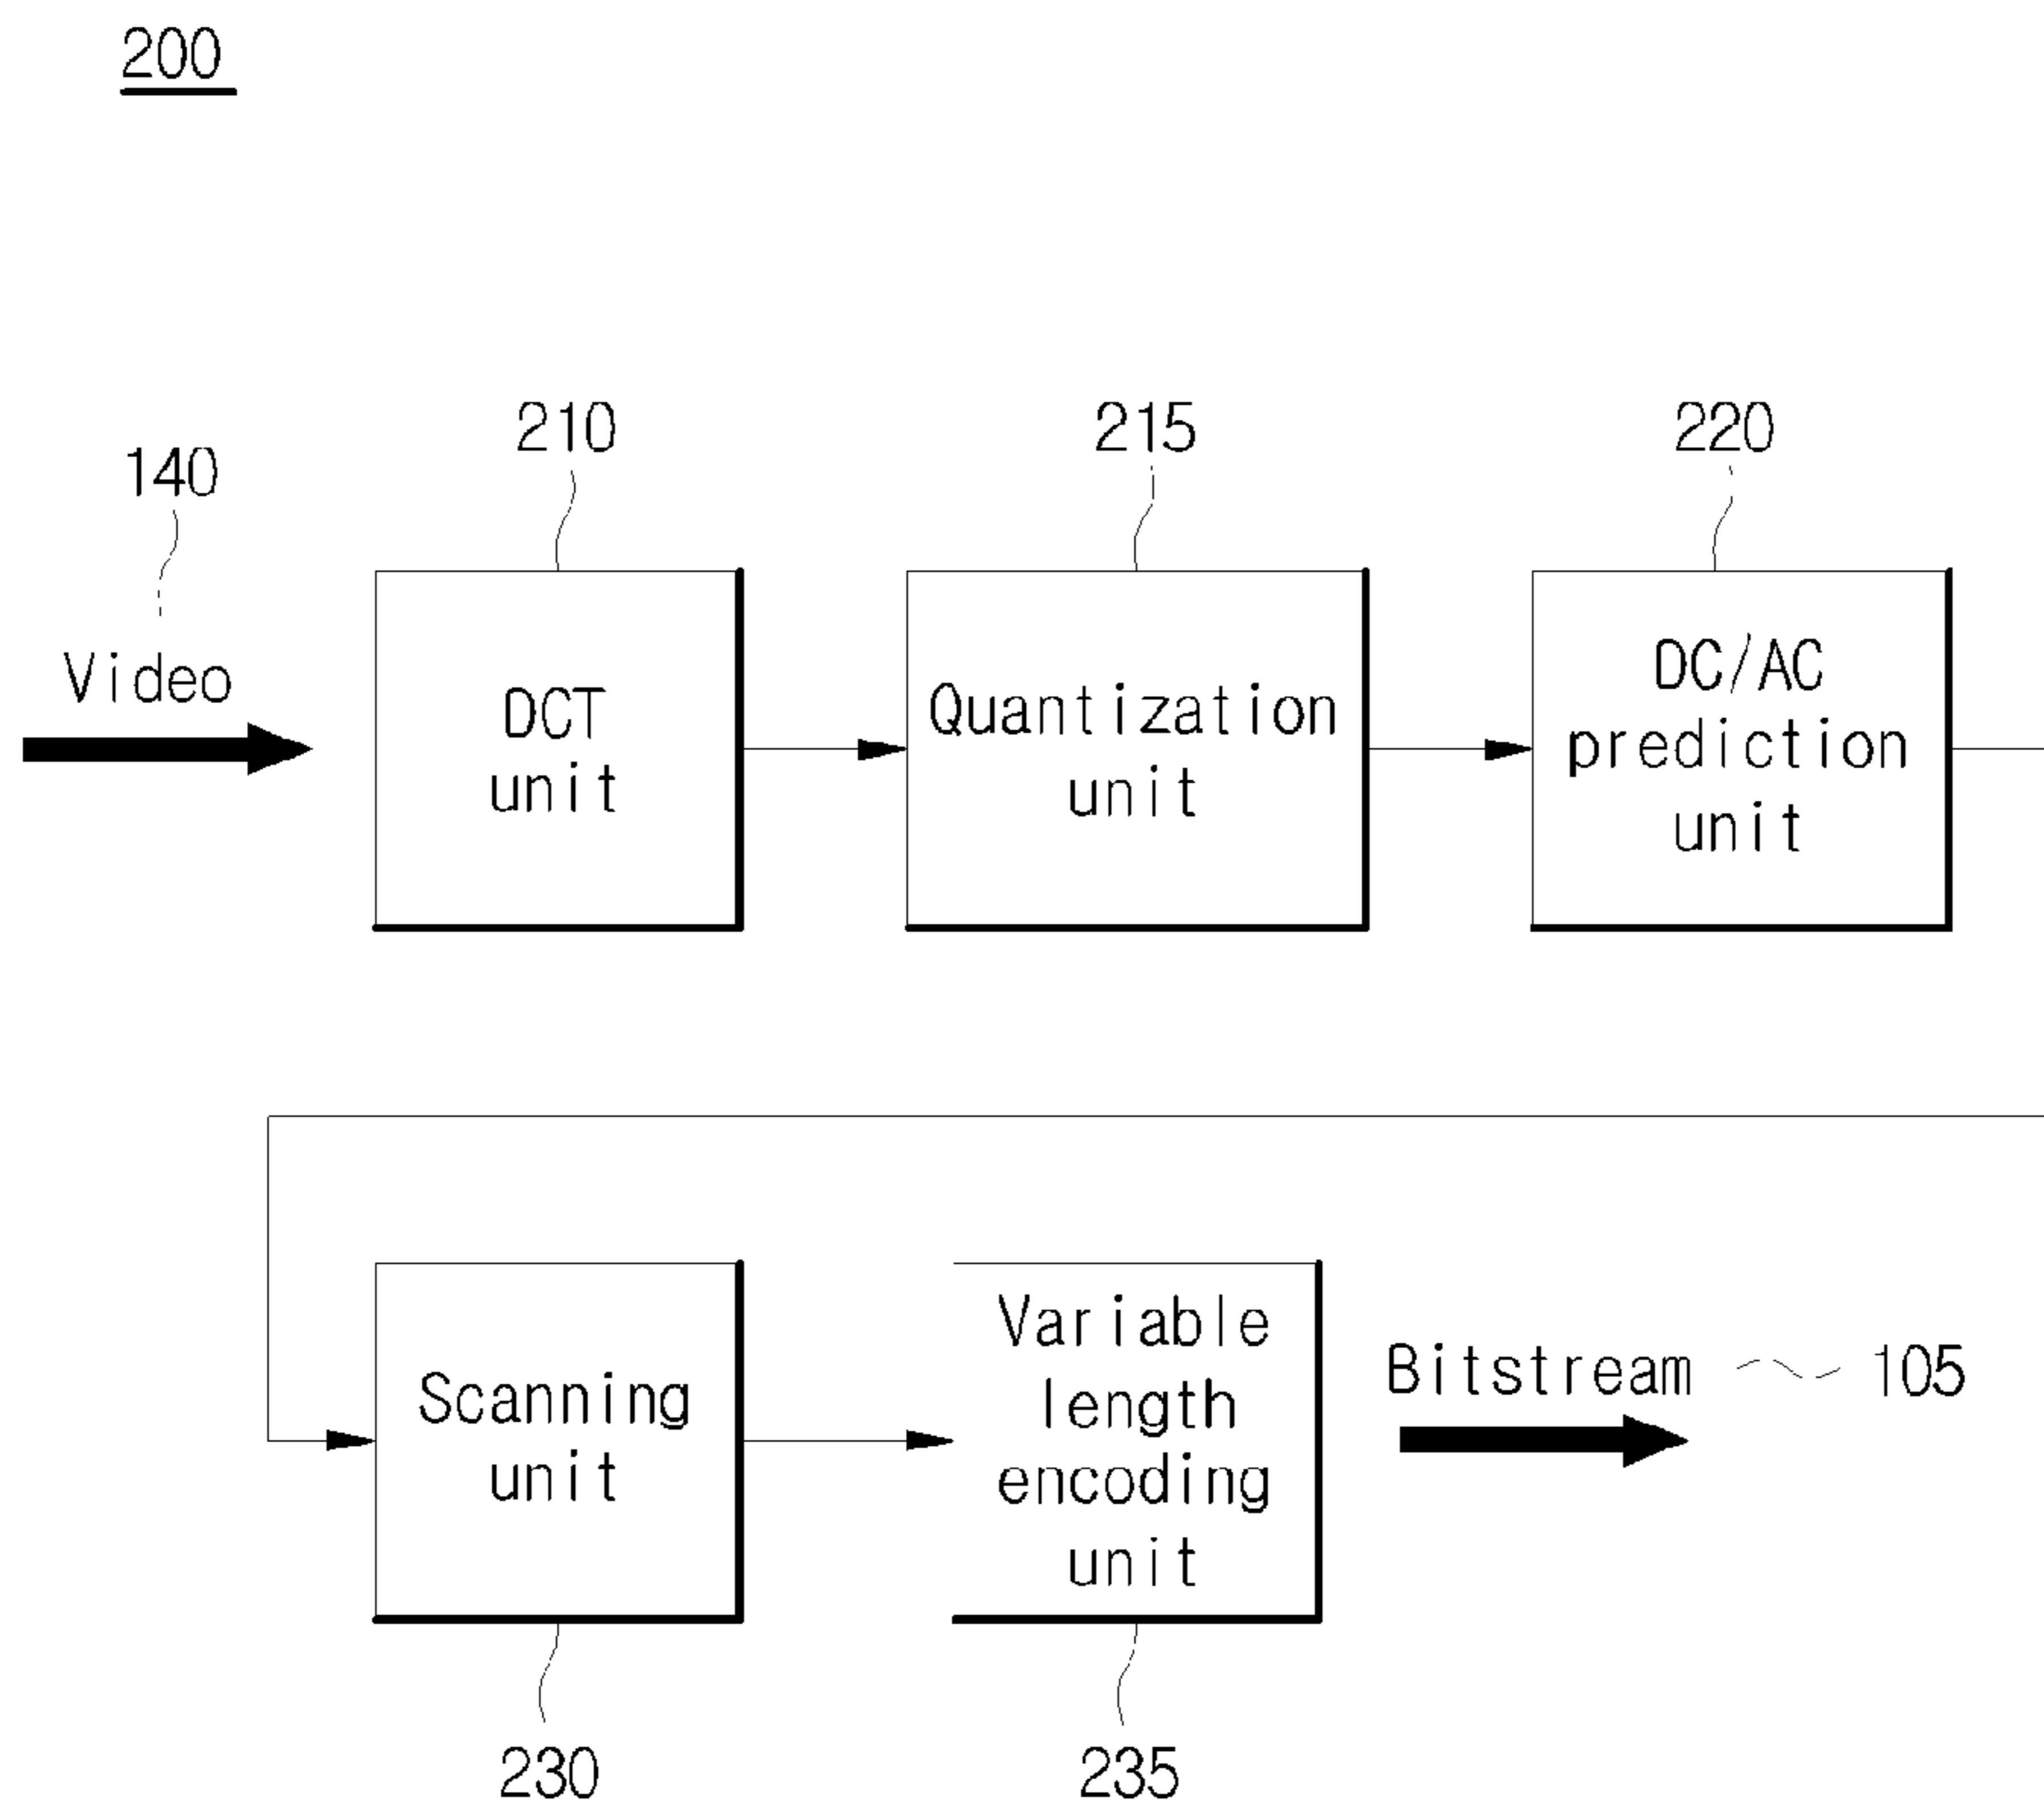 200
210
215
220
140
Video
DCT
unit
Quantization
unit
DC/AC
prediction
unit
Scanning
unit
Variable
length
encoding
unit
Bitstream
105
230
235